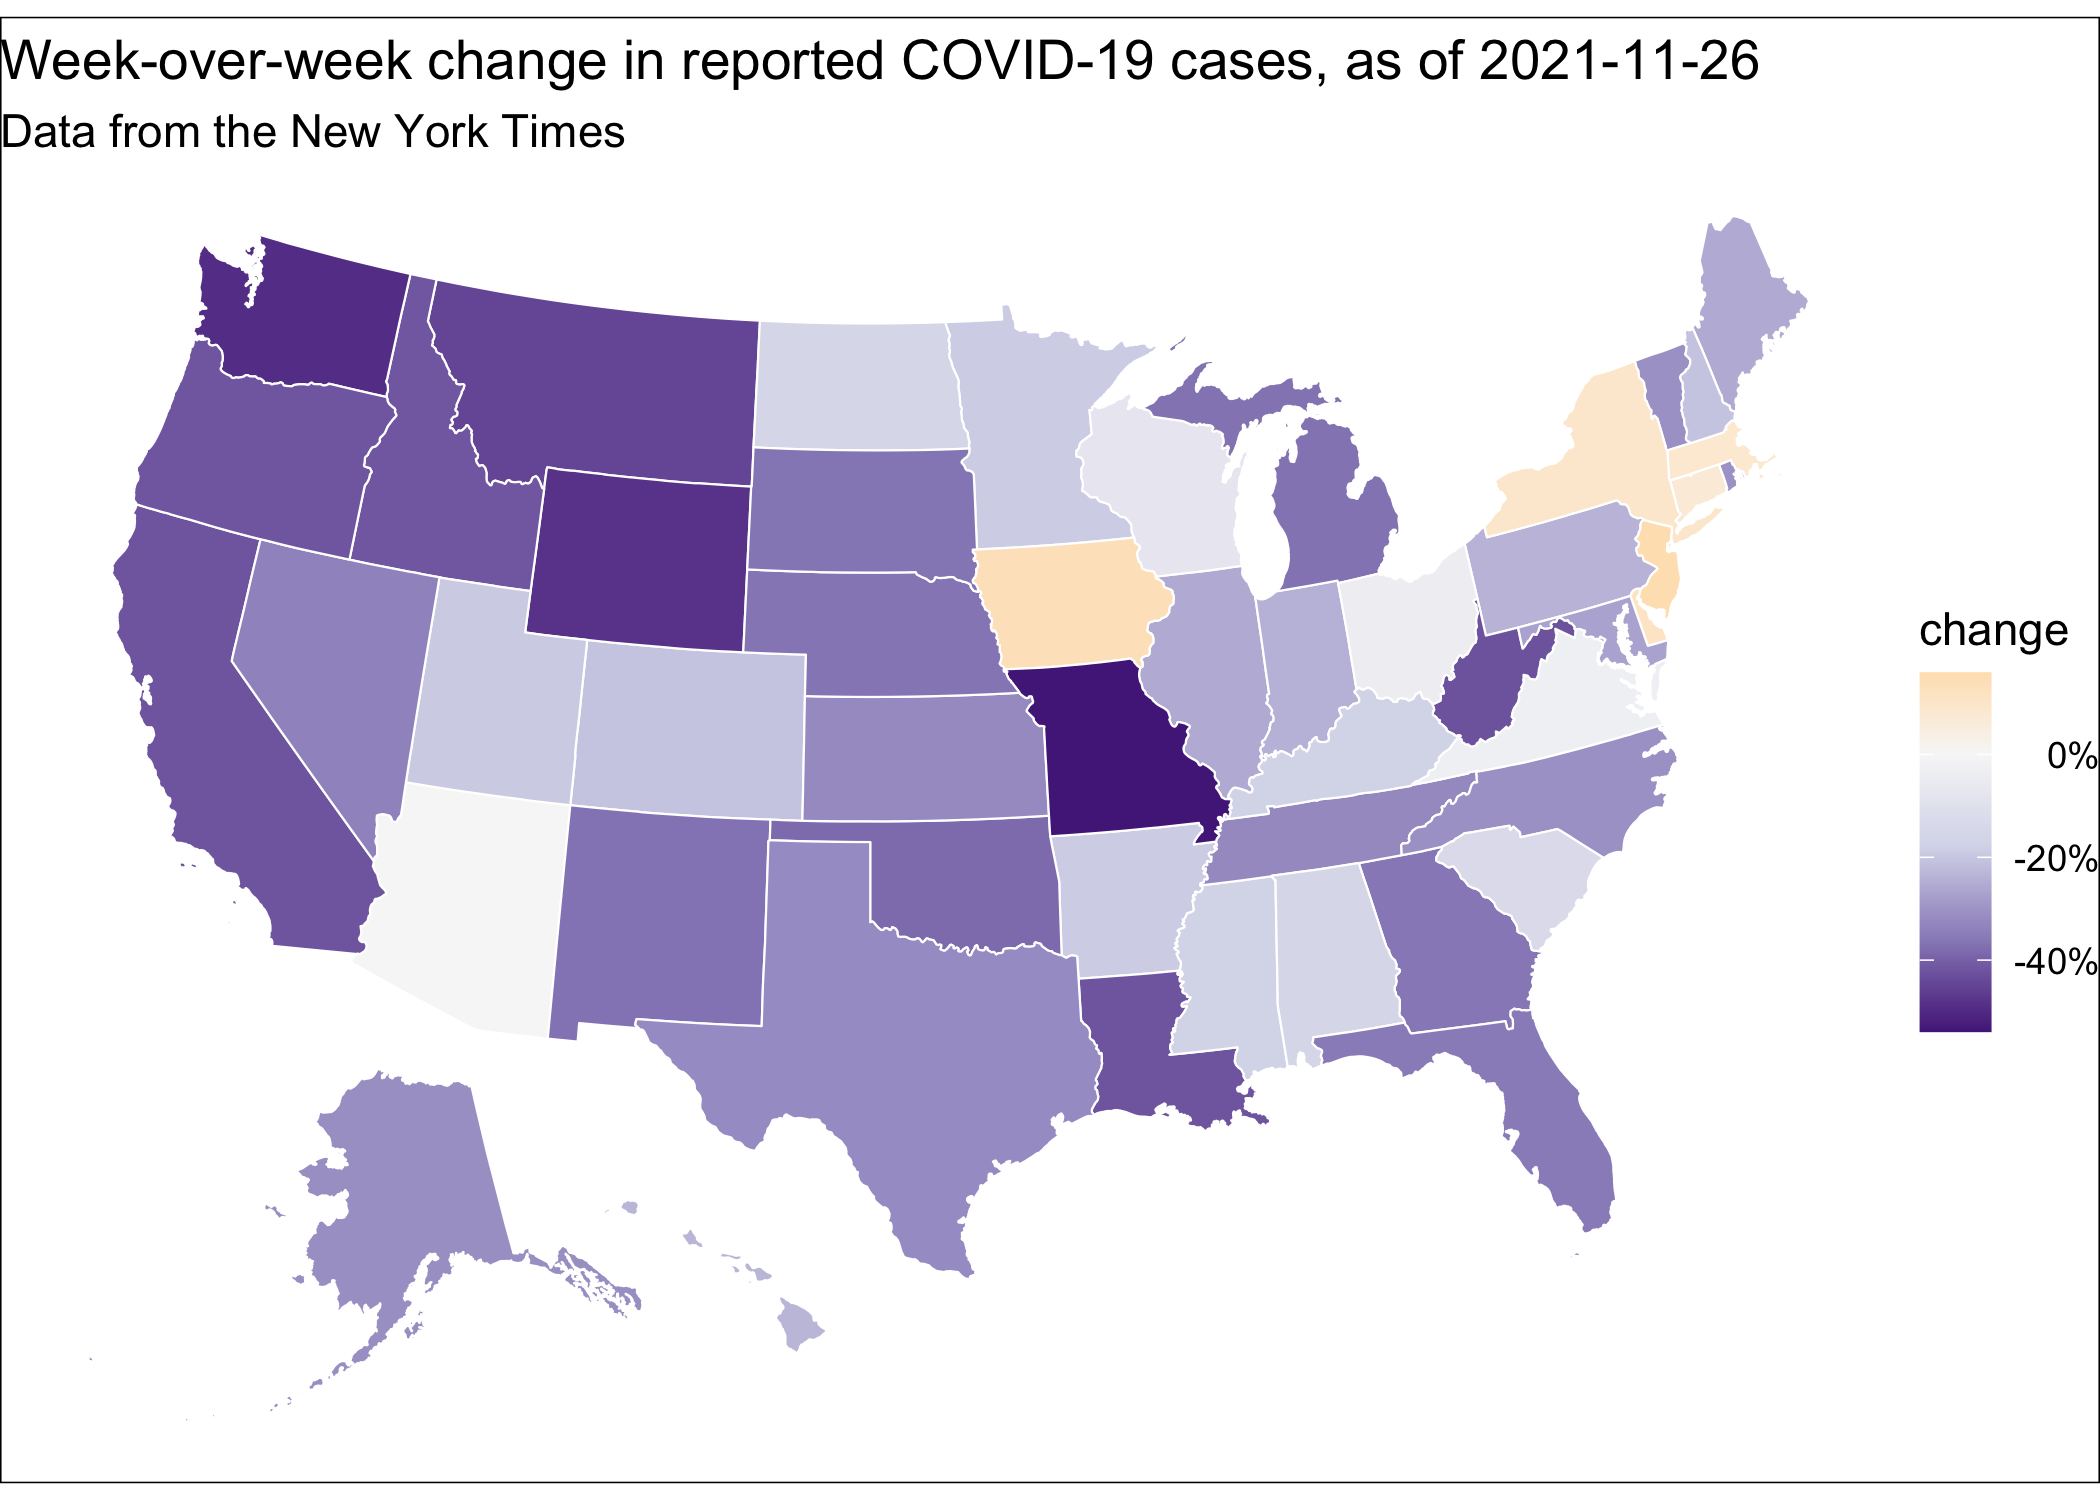 Week-over-week change in reported COVID-19 cases, as of 2021-11-26
Data from the New York Times
change
0%
-20%
-40%